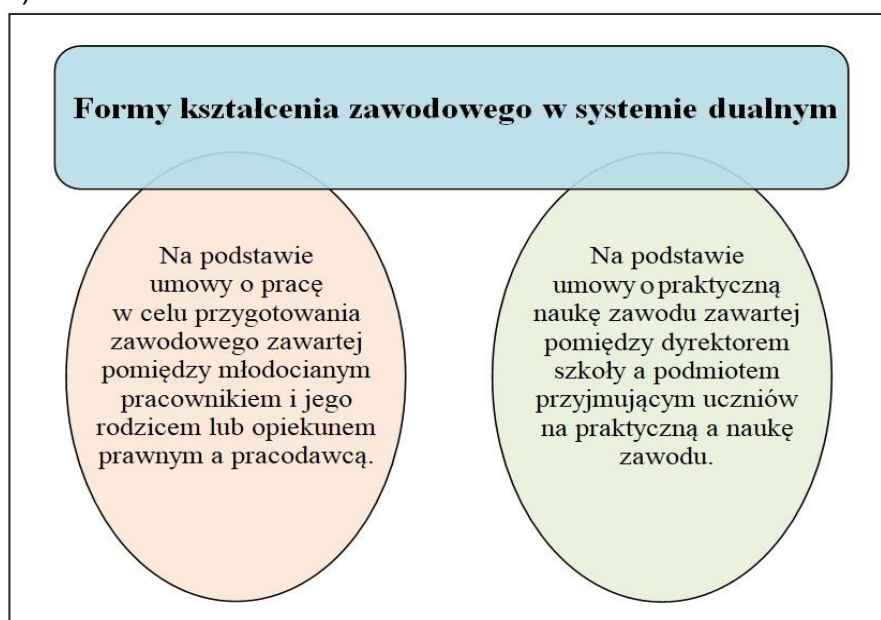 Formy kształcenia zawodowego w systemie dualnym
Na podstawie
umowy o pracę
w celu przygotowania
zawodowego zawartej
pomiędzy młodocianym
pracownikiem i jego
rodzicem lub opiekunem
prawnym a pracodawcą.
Na podstawie
umowy o praktyczną
naukę zawodu zawartej
pomiędzy dyrektorem
szkoły a podmiotem
przyjmującym uczniów
na praktyczną a naukę
zawodu.